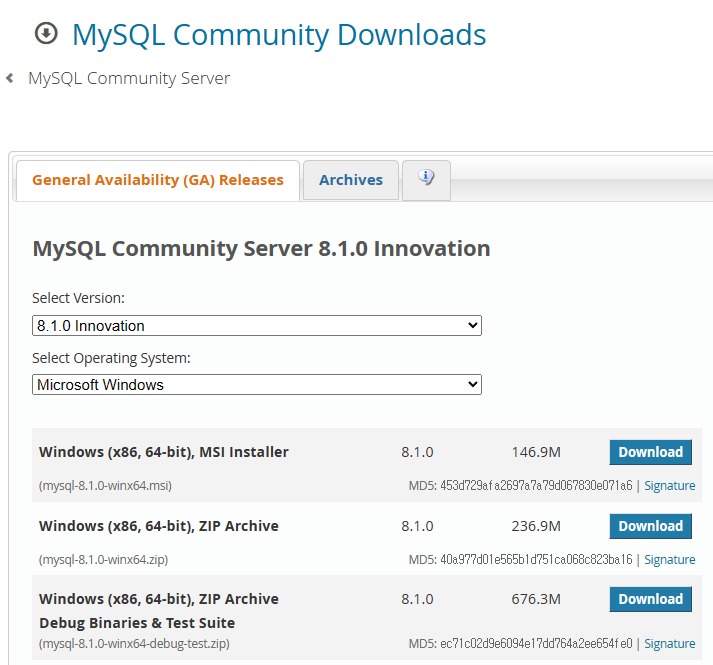 MySQL Community Downloads
MySQL Community Server
General Availability (GA) Releases
Archives
MySQL Community Server 8.1.0 Innovation
Select Version:
8.1.0 Innovation
Select Operating System:
Microsoft Windows
Windows (x86, 64-bit), MSI Installer 8.1.0 146.9M Download
(mysql-8.1.0-winx64.msi) MD5: 453d729afa2697a7a79d067830e071a6 | Signature
Windows (x86, 64-bit), ZIP Archive 8.1.0 236.9M Download
(mysql-8.1.0-winx64.zip) MD5: 40a977d01e565b1d751ca068c823ba16 | Signature
Windows (x86, 64-bit), ZIP Archive 8.1.0 676.3M Download
Debug Binaries & Test Suite
(mysql-8.1.0-winx64-debug-test.zip) MD5: ec71c02d9e6094e17dd764a2ee654fe0 | Signature